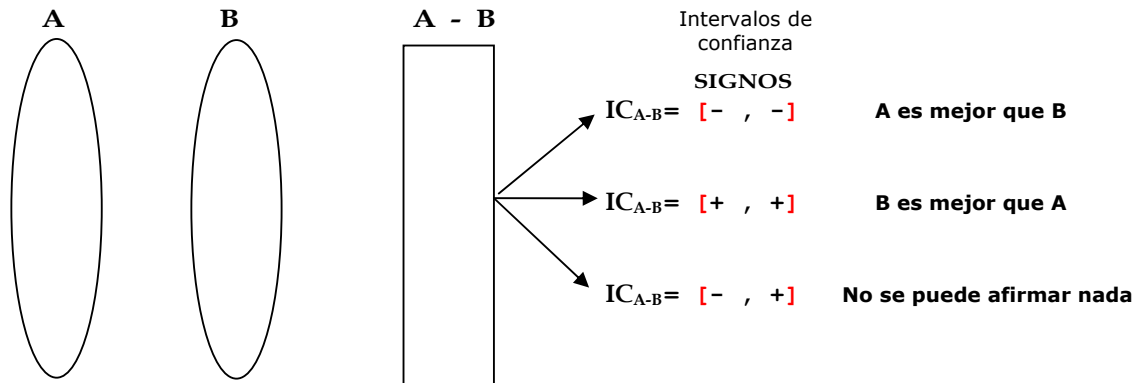 A
B
A - B
Intervalos de
confianza
SIGNOS
IC_A-B= [- , -] A es mejor que B
IC_A-B= [+ , +] B es mejor que A
IC_A-B= [- , +] No se puede afirmar nada